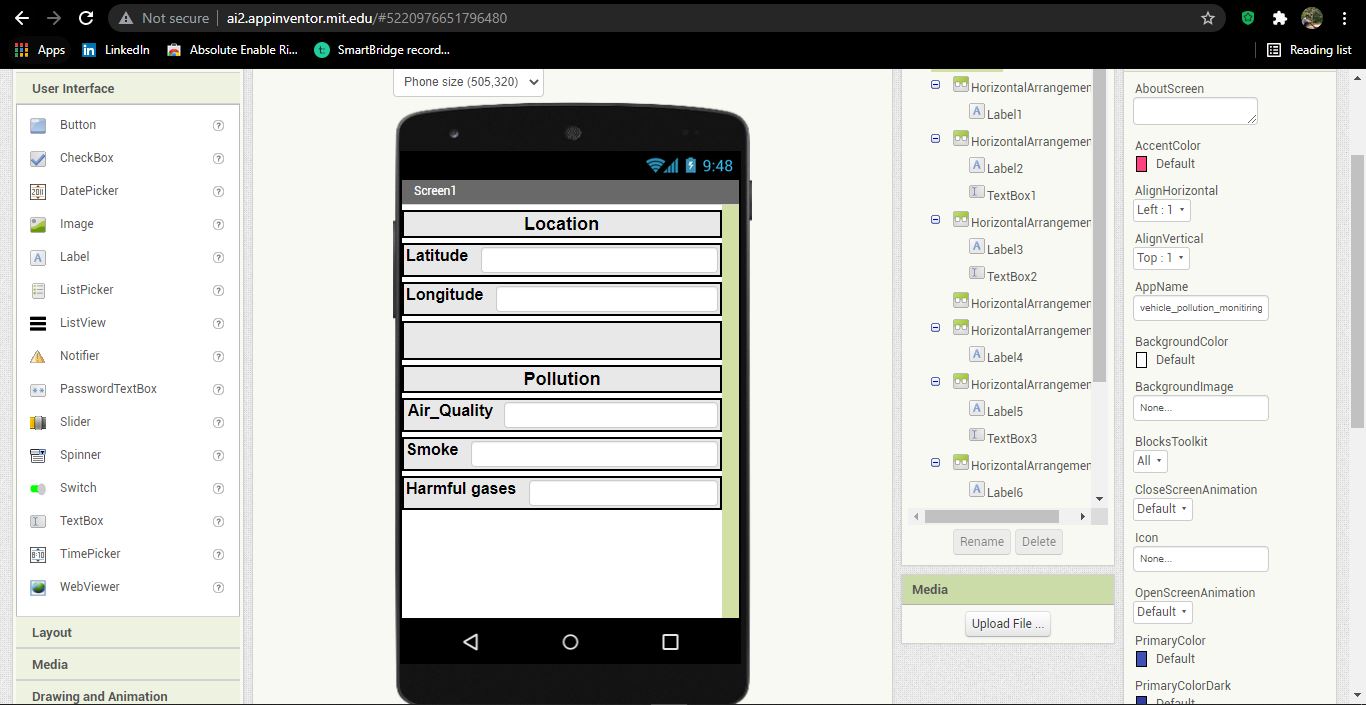 Not secure | ai2.appinventor.mit.edu/#5220976651796480
Apps LinkedIn Absolute Enable Ri... SmartBridge record... Reading list
User Interface
Button ?
CheckBox ?
DatePicker ?
Image ?
Label ?
ListPicker ?
ListView ?
Notifier ?
PasswordTextBox ?
Slider ?
Spinner ?
Switch ?
TextBox ?
TimePicker ?
WebViewer ?
Layout
Media
Drawing and Animation
Phone size (505,320)
9:48
Screen1
Location
Latitude
Longitude
Pollution
Air_Quality
Smoke
Harmful gases
HorizontalArrangemen
A Label1
HorizontalArrangemen
A Label2
TextBox1
HorizontalArrangemen
A Label3
TextBox2
HorizontalArrangemen
HorizontalArrangemen
A Label4
HorizontalArrangemen
A Label5
TextBox3
HorizontalArrangemen
A Label6
Rename Delete
Media
Upload File ...
AboutScreen
AccentColor
Default
AlignHorizontal
Left : 1
AlignVertical
Top : 1
AppName
vehicle_pollution_monitiring
BackgroundColor
Default
BackgroundImage
None...
BlocksToolkit
All
CloseScreenAnimation
Default
Icon
None...
OpenScreenAnimation
Default
PrimaryColor
Default
PrimaryColorDark
Default